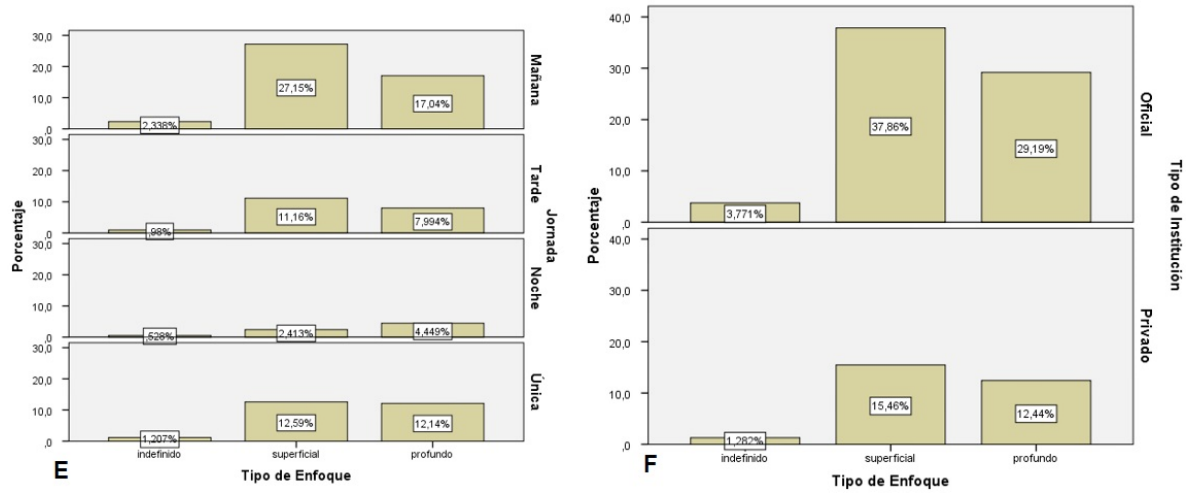 30,0
20,0
10,0
,0
2,338%
27,15%
17,04%
Mañana
30,0
20,0
10,0
,0
,98%
11,16%
7,994%
Tarde
30,0
20,0
10,0
,0
,528%
2,413%
4,449%
Noche
30,0
20,0
10,0
,0
1,207%
12,59%
12,14%
Única
Porcentaje
Jornada
indefinido
superficial
profundo
Tipo de Enfoque
E
40,0
30,0
20,0
10,0
,0
3,771%
37,86%
29,19%
Oficial
40,0
30,0
20,0
10,0
,0
1,282%
15,46%
12,44%
Privado
Porcentaje
Porcentaje
Tipo de Institución
indefinido
superficial
profundo
Tipo de Enfoque
F